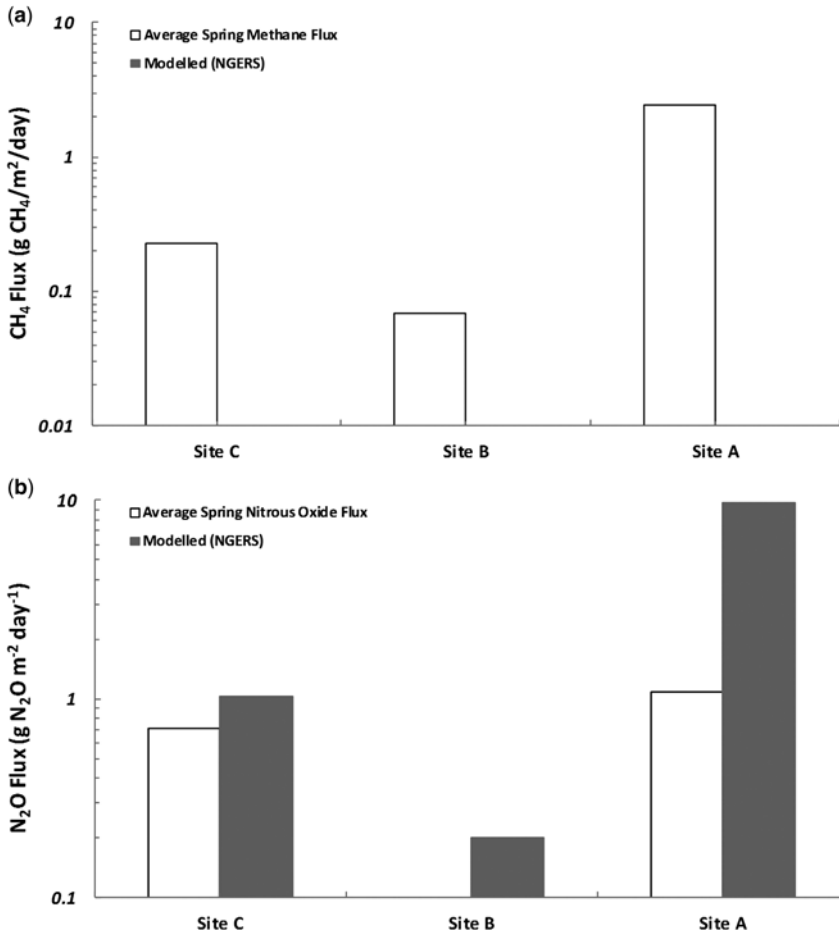 (a)
10
1
0.1
0.01
CH₄ Flux (g CH₄/m²/day)
Average Spring Methane Flux
Modelled (NGERS)
Site C Site B Site A
(b)
10
1
0.1
N₂O Flux (g N₂O m⁻² day⁻¹)
Average Spring Nitrous Oxide Flux
Modelled (NGERS)
Site C Site B Site A